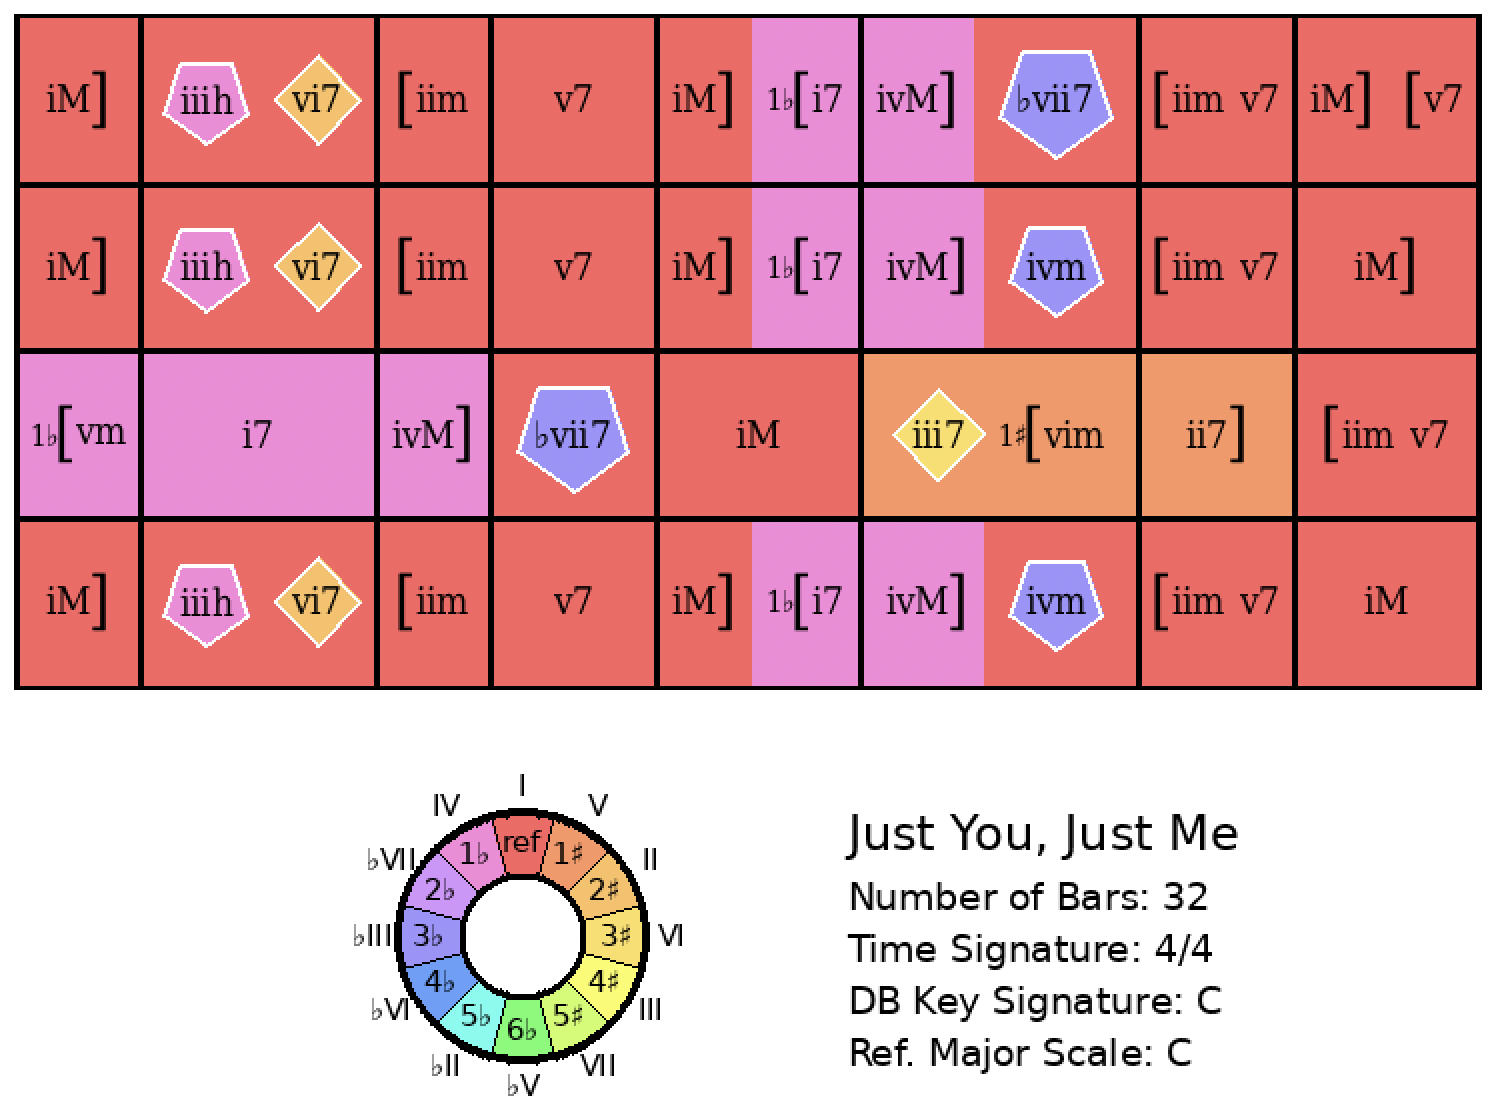 iM] iiih vi7 [iim v7 iM] 1♭[i7 ivM] ♭vii7 [iim v7 iM] [v7
iM] iiih vi7 [iim v7 iM] 1♭[i7 ivM] ivm [iim v7 iM]
1♭[vm i7 ivM] ♭vii7 iM iii7 1♯[vim ii7] [iim v7
iM] iiih vi7 [iim v7 iM] 1♭[i7 ivM] ivm [iim v7 iM
I
IV V
ref
1♭ 1♯
♭VII II
2♭ 2♯
♭III 3♭ 3♯ VI
4♭ 4♯
♭VI III
5♭ 5♯
6♭
♭II VII
♭V
Just You, Just Me
Number of Bars: 32
Time Signature: 4/4
DB Key Signature: C
Ref. Major Scale: C